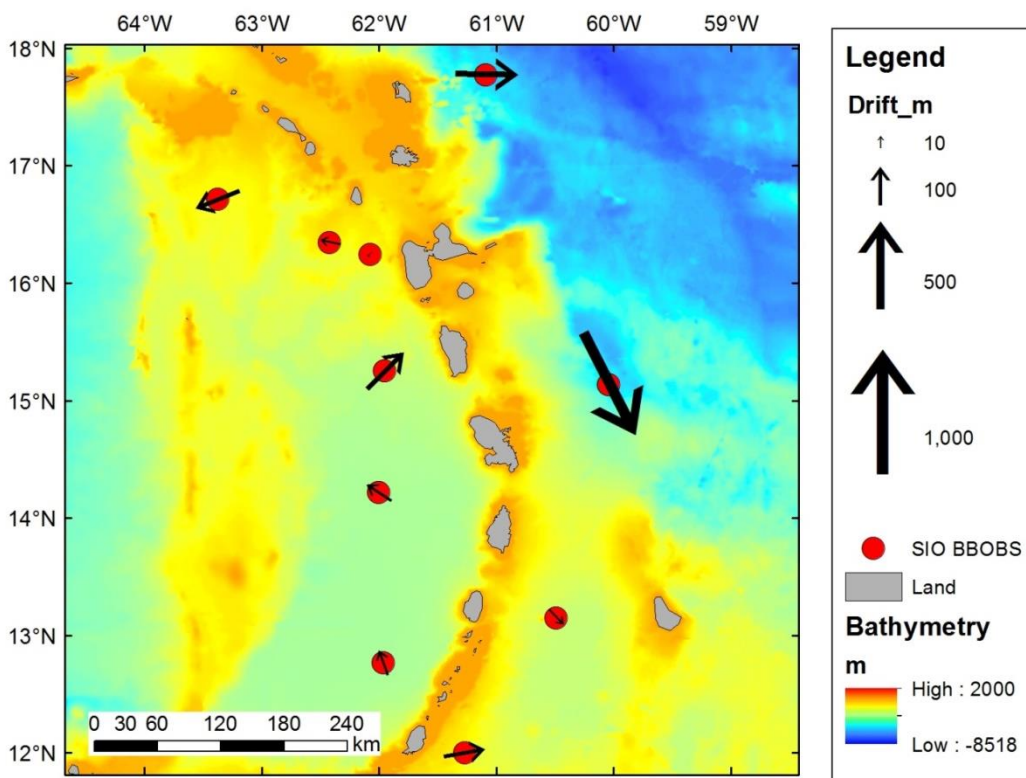 64°W 63°W 62°W 61°W 60°W 59°W
18°N
17°N
16°N
15°N
14°N
13°N
12°N
0 30 60 120 180 240
km
Legend
Drift_m
10
100
500
1,000
SIO BBOBS
Land
Bathymetry
m
High : 2000
Low : -8518